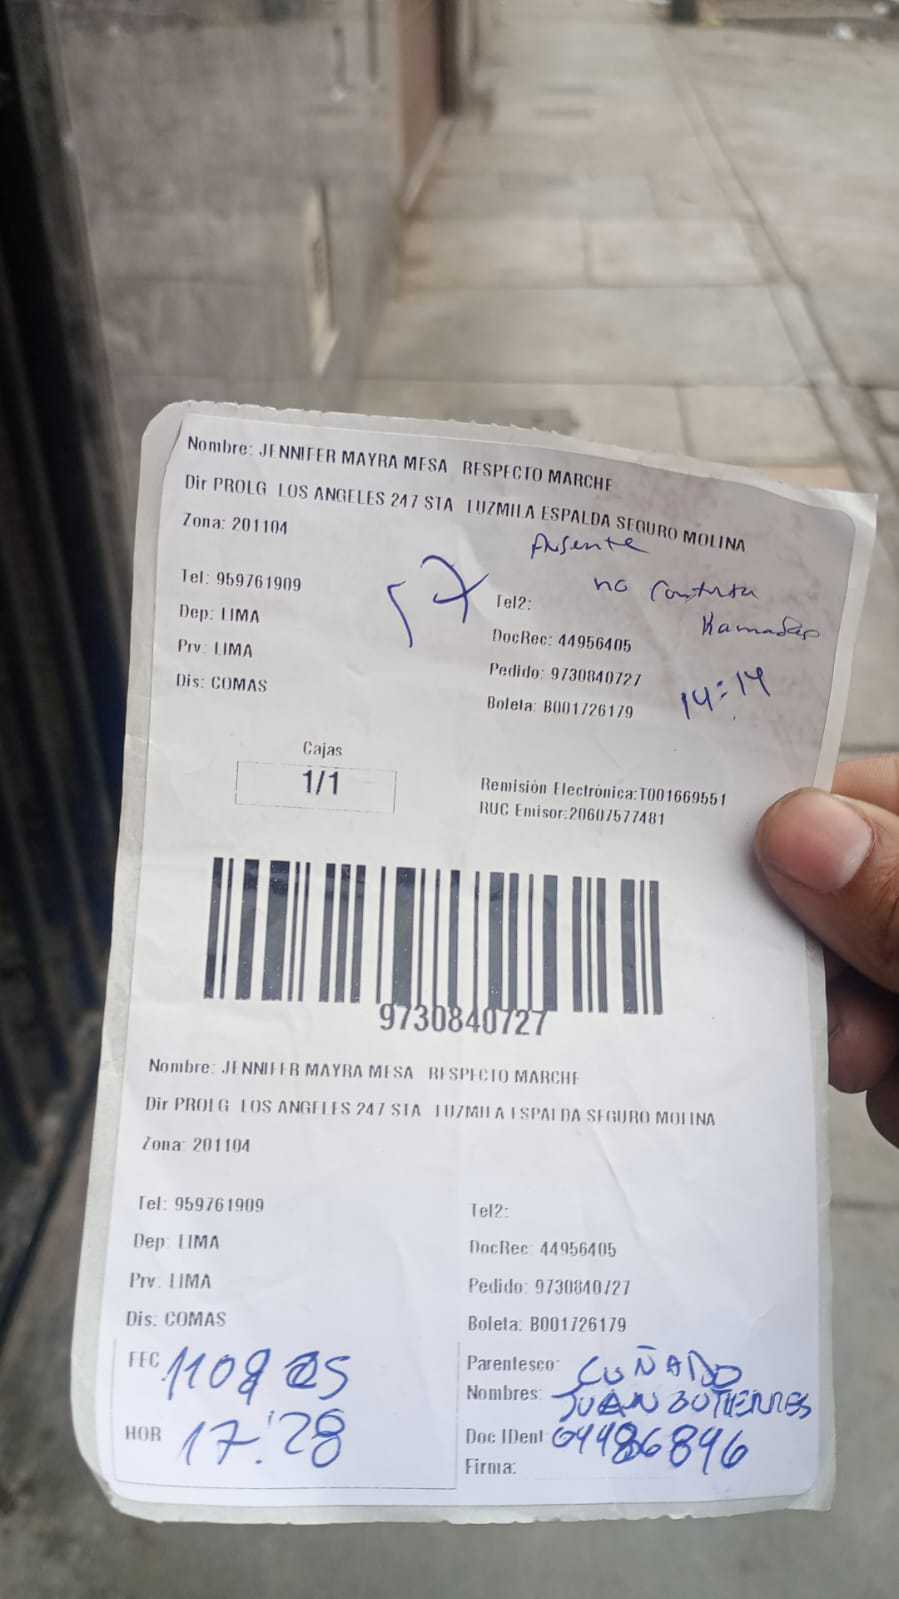 Nombre: JENNIFER MAYRA MESA RESPECTO MARCHE
Dir PROLG LOS ANGELES 247 STA LUZMILA ESPALDA SEGURO MOLINA
Zona: 201104
Ausente
no contesta
llamadas
14:14
Tel: 959761909
Dep: LIMA
Prv: LIMA
Dis: COMAS
Tel2:
DocRec: 44956405
Pedido: 9730840727
Boleta: B001726179
Cajas
1/1
Remisión Electrónica:T001669551
RUC Emisor:20607577481
9730840727
Nombre: JENNIFER MAYRA MESA RESPECTO MARCHE
Dir PROLG LOS ANGELES 247 STA LUZMILA ESPALDA SEGURO MOLINA
Zona: 201104
Tel: 959761909
Dep: LIMA
Prv: LIMA
Dis: COMAS
Tel2:
DocRec: 44956405
Pedido: 9730840727
Boleta: B001726179
FEC
HOR 17:28
Parentesco: CUÑADO
Nombres: JUAN GUTIERRES
Doc IDent
Firma: